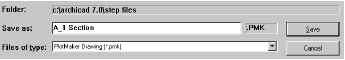 Folder: c:\archicad 7.0\step files
Save as: A_1 Section .PMK Save
Files of type: PlotMaker Drawing (*.pmk) Cancel